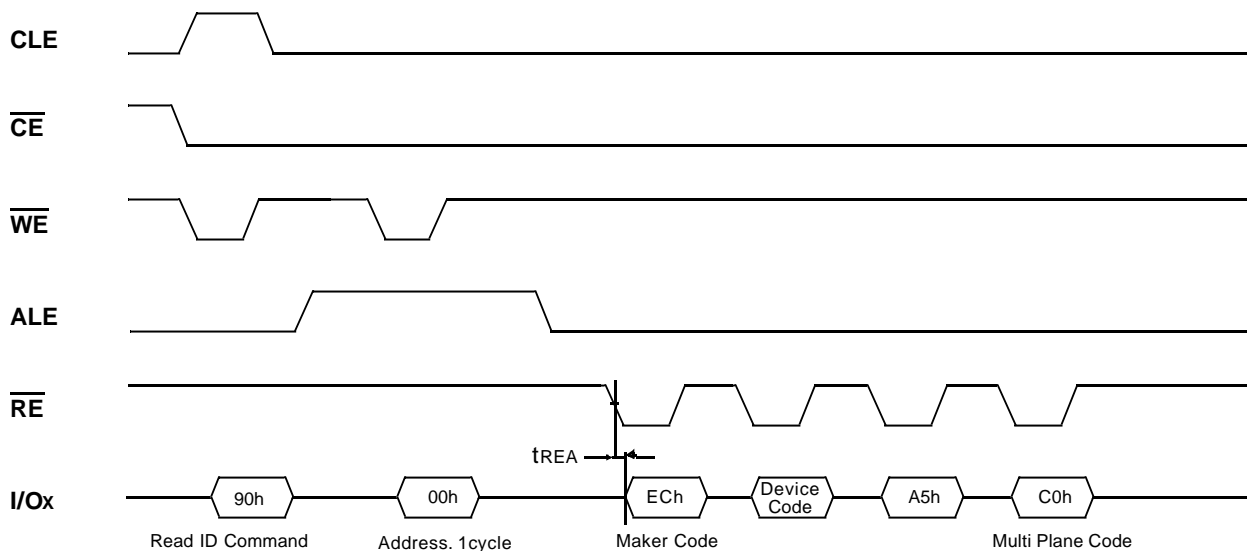 CLE
CE
WE
ALE
RE
tREA
I/Ox
90h
00h
ECh
Device
Code
A5h
C0h
Read ID Command
Address. 1cycle
Maker Code
Multi Plane Code